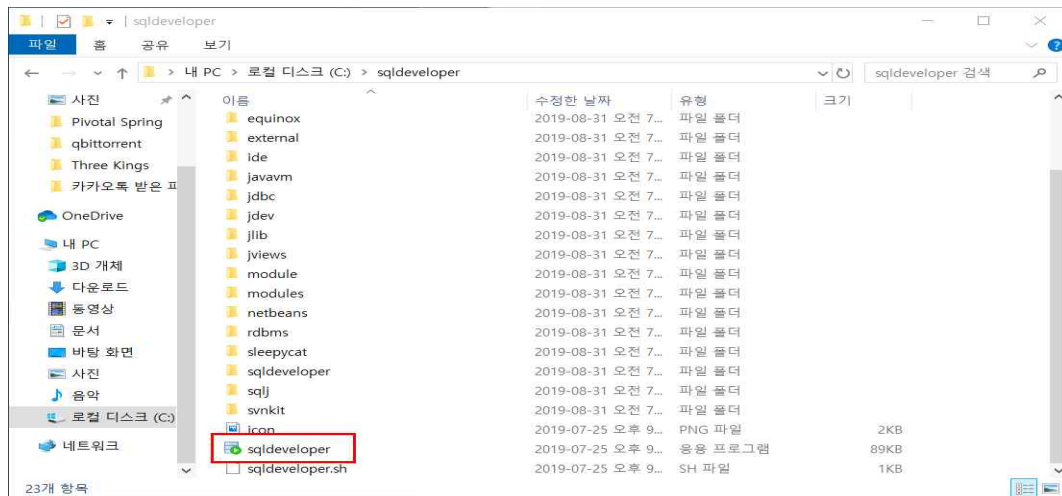 sqldeveloper
파일 홈 공유 보기
내 PC > 로컬 디스크 (C:) > sqldeveloper
sqldeveloper 검색
사진
Pivotal Spring
qbittorrent
Three Kings
카카오톡 받은 파
OneDrive
내 PC
3D 개체
다운로드
동영상
문서
바탕 화면
사진
음악
로컬 디스크 (C:)
네트워크
이름 수정한 날짜 유형 크기
equinox 2019-08-31 오전 7... 파일 폴더
external 2019-08-31 오전 7... 파일 폴더
ide 2019-08-31 오전 7... 파일 폴더
javavm 2019-08-31 오전 7... 파일 폴더
jdbc 2019-08-31 오전 7... 파일 폴더
jdev 2019-08-31 오전 7... 파일 폴더
jlib 2019-08-31 오전 7... 파일 폴더
jviews 2019-08-31 오전 7... 파일 폴더
module 2019-08-31 오전 7... 파일 폴더
modules 2019-08-31 오전 7... 파일 폴더
netbeans 2019-08-31 오전 7... 파일 폴더
rdbms 2019-08-31 오전 7... 파일 폴더
sleepycat 2019-08-31 오전 7... 파일 폴더
sqldeveloper 2019-08-31 오전 7... 파일 폴더
sqlj 2019-08-31 오전 7... 파일 폴더
svnkit 2019-08-31 오전 7... 파일 폴더
icon 2019-07-25 오후 9... PNG 파일 2KB
sqldeveloper 2019-07-25 오후 9... 응용 프로그램 89KB
sqldeveloper.sh 2019-07-25 오후 9... SH 파일 1KB
23개 항목